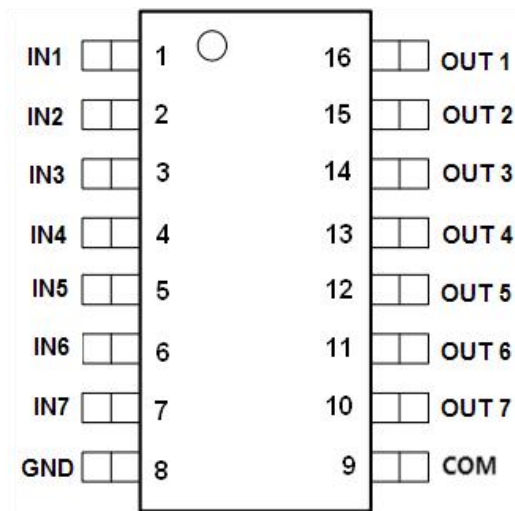 IN1 1 16 OUT 1
IN2 2 15 OUT 2
IN3 3 14 OUT 3
IN4 4 13 OUT 4
IN5 5 12 OUT 5
IN6 6 11 OUT 6
IN7 7 10 OUT 7
GND 8 9 COM